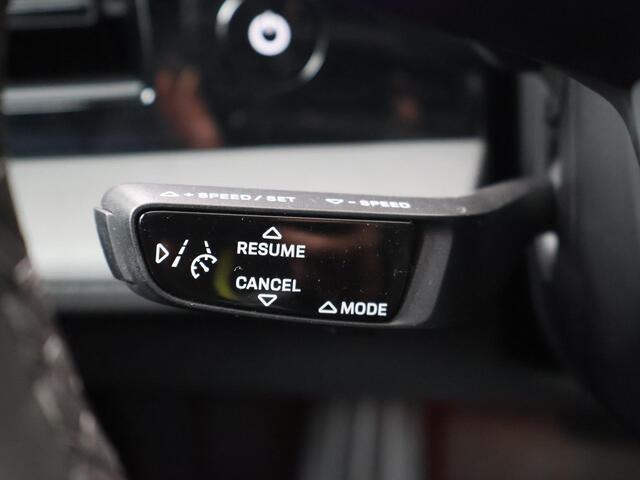 + SPEED / SET - SPEED
RESUME
CANCEL
MODE